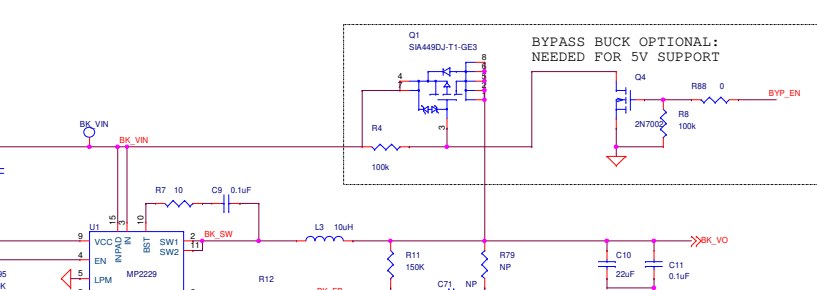 Q1
SIA449DJ-T1-GE3
BYPASS BUCK OPTIONAL:
NEEDED FOR 5V SUPPORT
8
6
5
2
1
4
7
3
Q4
2N7002
R88 0
BYP_EN
R8
100k
R4
100k
BK_VIN
BK_VIN
R7 10
C9 0.1uF
15
3
10
U1
9
VCC
INPAD
IN
BST
SW1
2
BK_SW
SW2
11
4
EN
MP2229
5
LPM
L3 10uH
BK_VO
R11
150K
R79
NP
C10
22uF
C11
0.1uF
R12
C71 NP
95
K